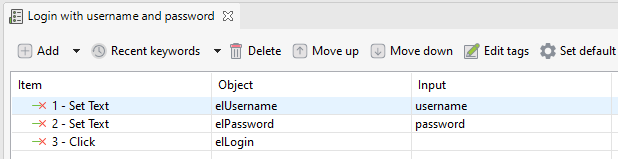 Login with username and password
Add Recent keywords Delete Move up Move down Edit tags Set default
Item Object Input
1 - Set Text elUsername username
2 - Set Text elPassword password
3 - Click elLogin